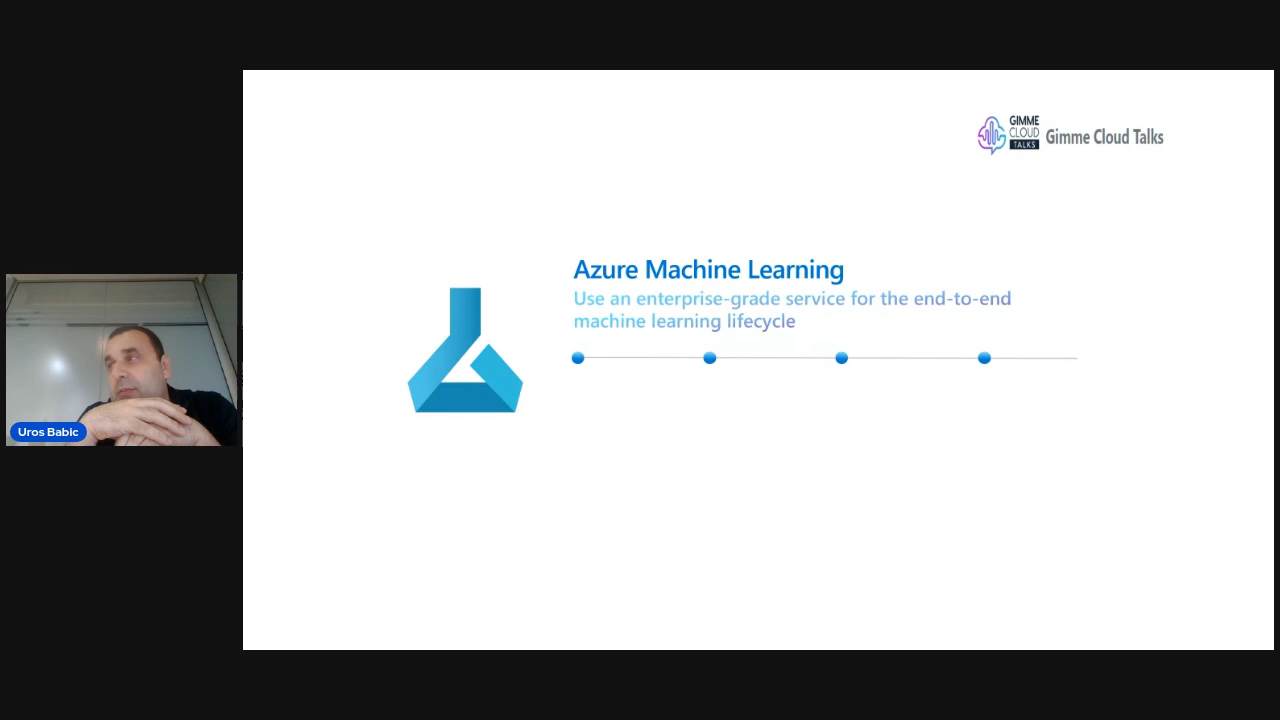 GIMME
CLOUD
TALKS
Gimme Cloud Talks
Azure Machine Learning
Use an enterprise-grade service for the end-to-end
machine learning lifecycle
Uros Babic